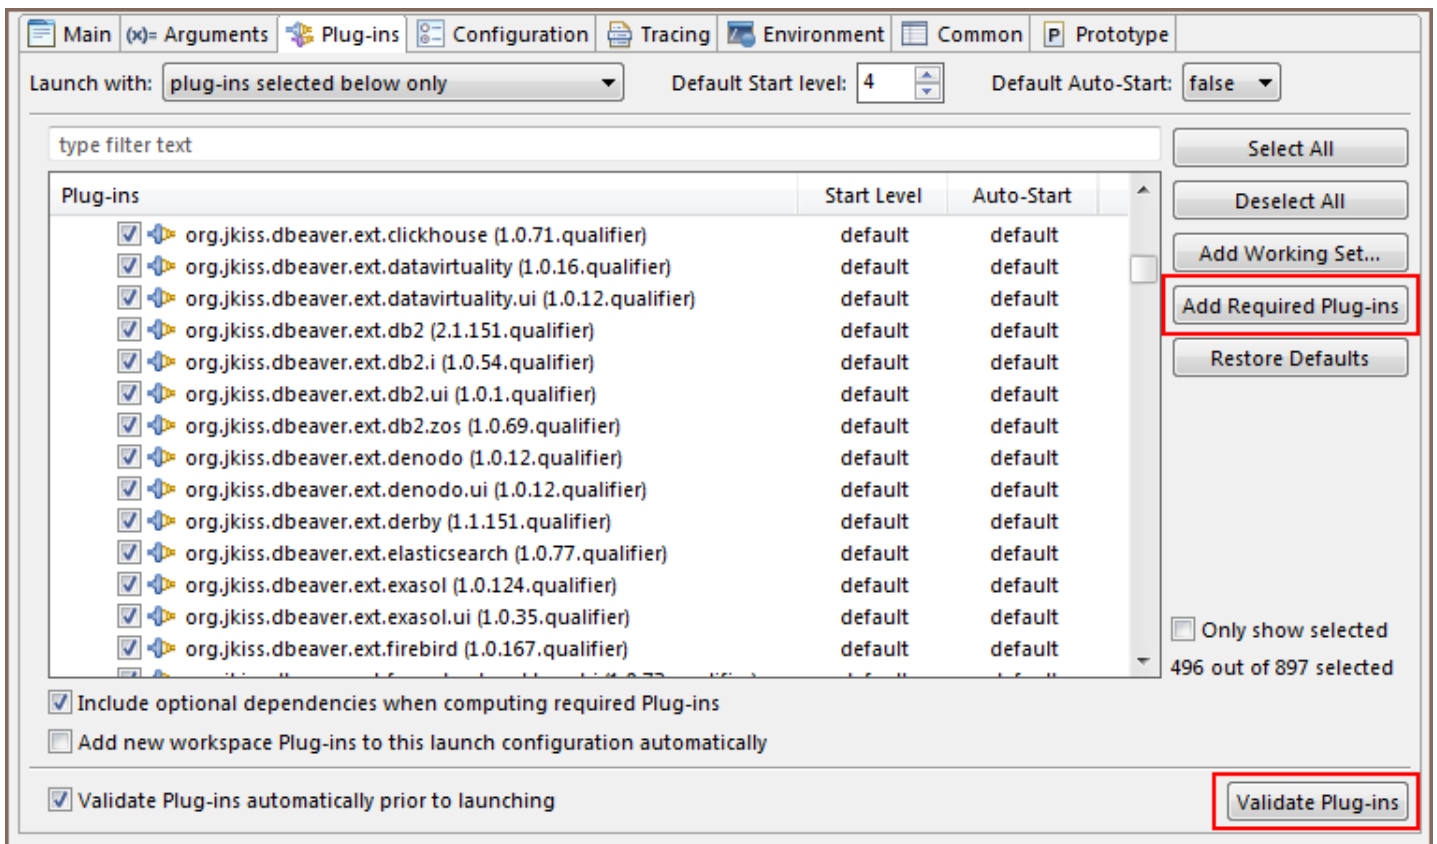 Main (x)= Arguments Plug-ins Configuration Tracing Environment Common P Prototype
Launch with: plug-ins selected below only Default Start level: 4 Default Auto-Start: false
type filter text Select All
Plug-ins Start Level Auto-Start Deselect All
org.jkiss.dbeaver.ext.clickhouse (1.0.71.qualifier) default default
Add Working Set...
org.jkiss.dbeaver.ext.datavirtuality (1.0.16.qualifier) default default
org.jkiss.dbeaver.ext.datavirtuality.ui (1.0.12.qualifier) default default Add Required Plug-ins
org.jkiss.dbeaver.ext.db2 (2.1.151.qualifier) default default
org.jkiss.dbeaver.ext.db2.i (1.0.54.qualifier) default default Restore Defaults
org.jkiss.dbeaver.ext.db2.ui (1.0.1.qualifier) default default
org.jkiss.dbeaver.ext.db2.zos (1.0.69.qualifier) default default
org.jkiss.dbeaver.ext.denodo (1.0.12.qualifier) default default
org.jkiss.dbeaver.ext.denodo.ui (1.0.12.qualifier) default default
org.jkiss.dbeaver.ext.derby (1.1.151.qualifier) default default
org.jkiss.dbeaver.ext.elasticsearch (1.0.77.qualifier) default default
org.jkiss.dbeaver.ext.exasol (1.0.124.qualifier) default default
org.jkiss.dbeaver.ext.exasol.ui (1.0.35.qualifier) default default
Only show selected
org.jkiss.dbeaver.ext.firebird (1.0.167.qualifier) default default
496 out of 897 selected
Include optional dependencies when computing required Plug-ins
Add new workspace Plug-ins to this launch configuration automatically
Validate Plug-ins automatically prior to launching Validate Plug-ins